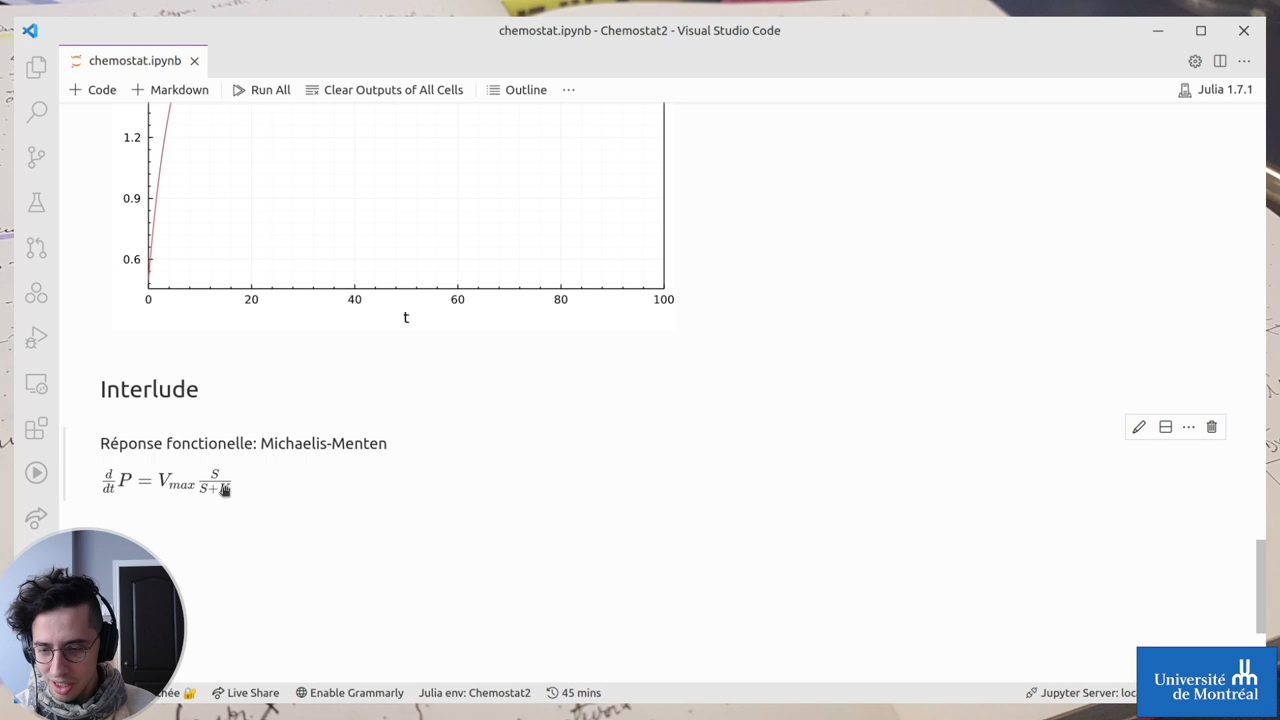 chemostat.ipynb - Chemostat2 - Visual Studio Code
chemostat.ipynb
Code
Markdown
Run All
Clear Outputs of All Cells
Outline
Julia 1.7.1
1.2
0.9
0.6
0 20 40 60 80 100
t
Interlude
Réponse fonctionelle: Michaelis-Menten
d/dt P = V_max S/(S+K)
Live Share
Enable Grammarly
Julia env: Chemostat2
45 mins
Jupyter Server: loc
Université
de Montréal